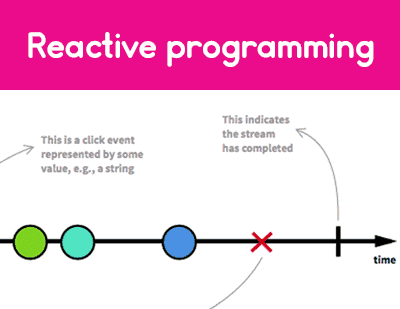 Reactive programming
This is a click event
represented by some
value, e.g., a string
This indicates
the stream
has completed
time